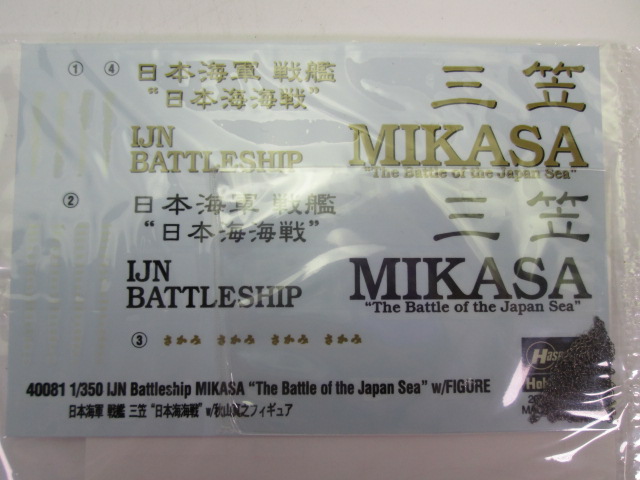 ① ④ 日本海軍 戦艦 三笠
“日本海海戦”
IJN
BATTLESHIP MIKASA
“The Battle of the Japan Sea”
② 日本海軍 戦艦 三笠
“日本海海戦”
IJN
BATTLESHIP MIKASA
“The Battle of the Japan Sea”
③ さかみ さかみ さかみ さかみ
40081 1/350 IJN Battleship MIKASA “The Battle of the Japan Sea” w/FIGURE
日本海軍 戦艦 三笠 “日本海海戦” w/秋山真之フィギュア